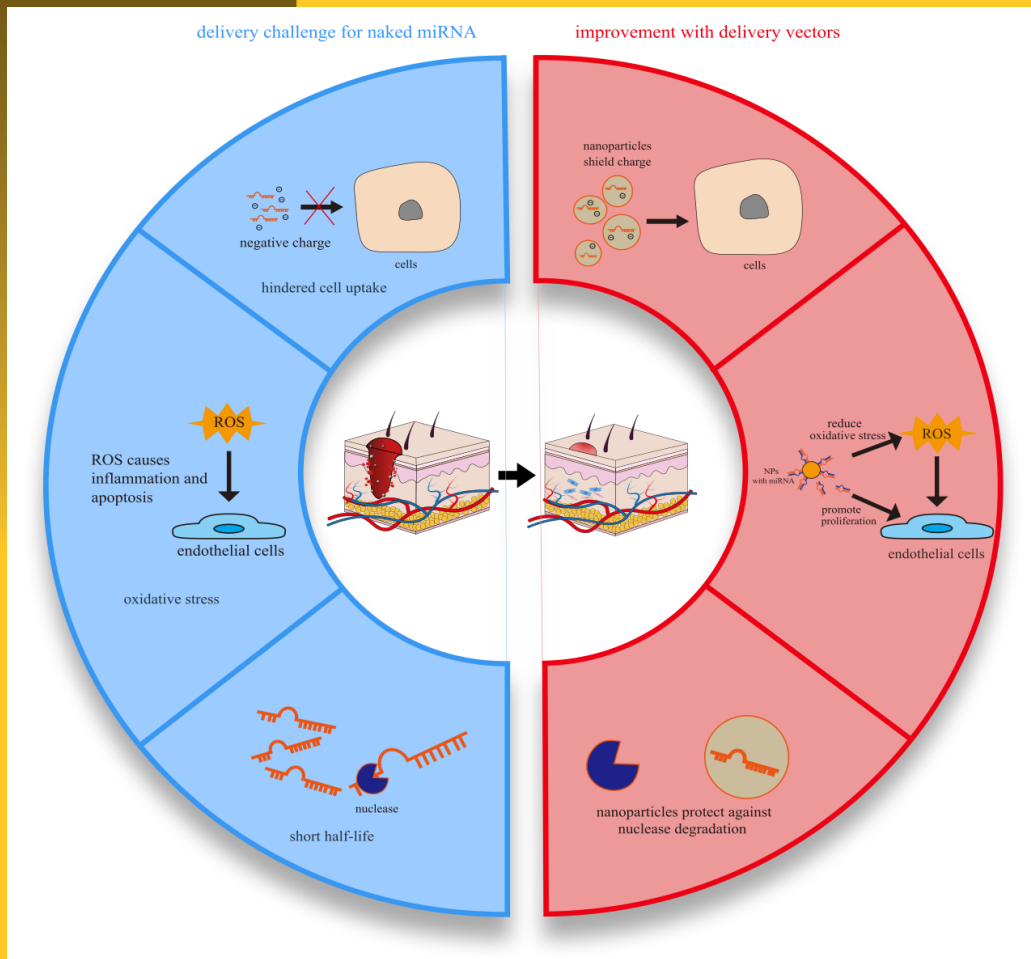 delivery challenge for naked miRNA
improvement with delivery vectors
negative charge
cells
hindered cell uptake
nanoparticles
shield charge
cells
ROS
ROS causes
inflammation and
apoptosis
endothelial cells
oxidative stress
reduce
oxidative stress
ROS
NPs
with miRNA
promote
proliferation
endothelial cells
nuclease
short half-life
nanoparticles protect against
nuclease degradation